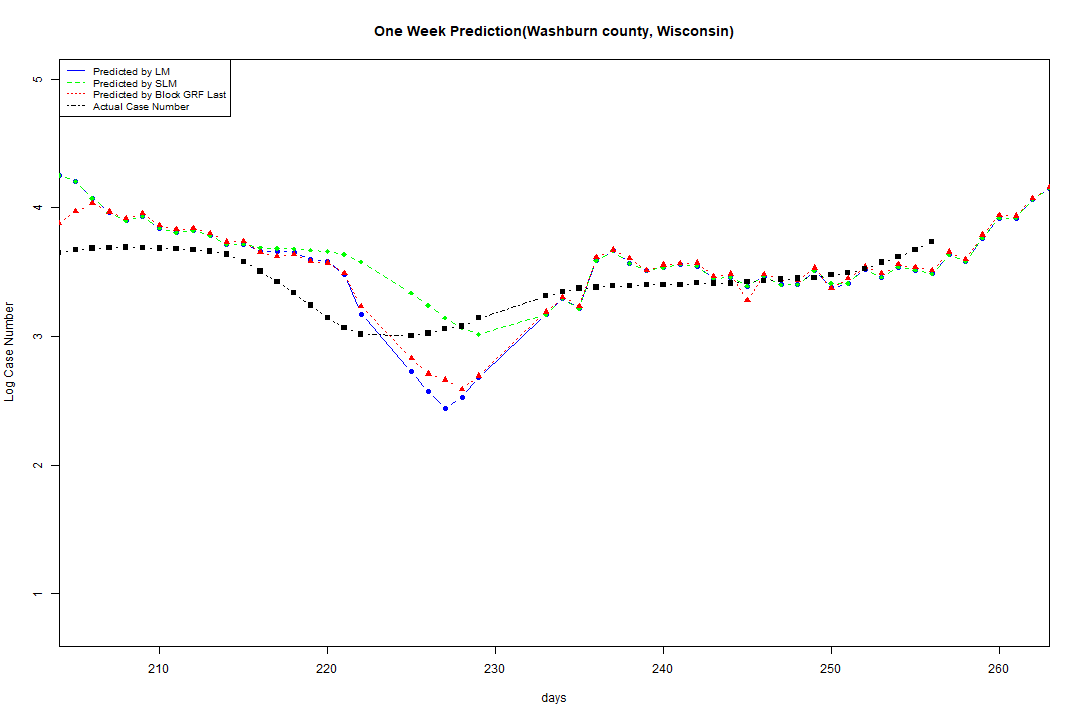 One Week Prediction(Washburn county, Wisconsin)
Predicted by LM
Predicted by SLM
Predicted by Block GRF Last
Actual Case Number
5
4
3
2
1
Log Case Number
210 220 230 240 250 260
days